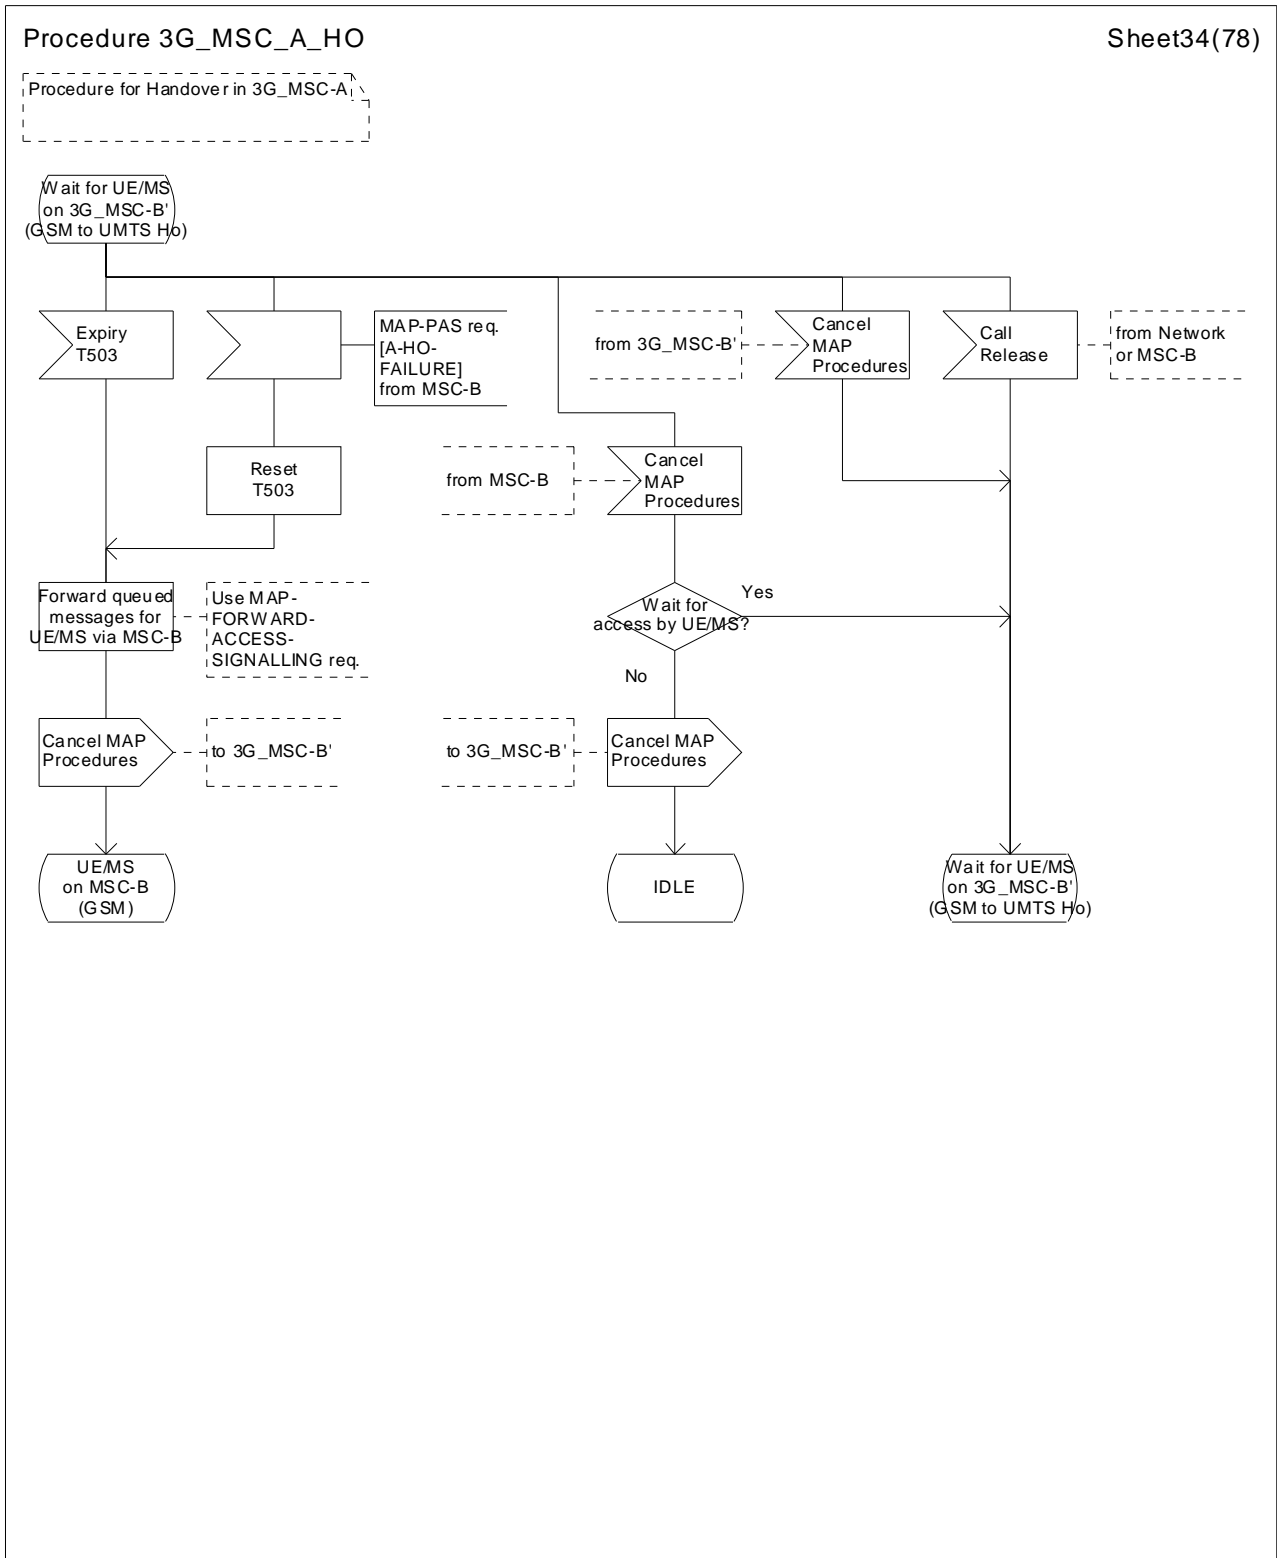 Procedure 3G_MSC_A_HO
Sheet34(78)
Procedure for Handover in 3G_MSC-A
Wait for UE/MS
on 3G_MSC-B'
(GSM to UMTS Ho)
Expiry
T503
MAP-PAS req.
[A-HO-
FAILURE]
from MSC-B
from 3G_MSC-B'
Cancel
MAP
Procedures
Call
Release
from Network
or MSC-B
Reset
T503
from MSC-B
Cancel
MAP
Procedures
Forward queued
messages for
UE/MS via MSC-B
Use MAP-
FORWARD-
ACCESS-
SIGNALLING req.
Wait for
access by UE/MS?
Yes
No
Cancel MAP
Procedures
to 3G_MSC-B'
to 3G_MSC-B'
Cancel MAP
Procedures
UE/MS
on MSC-B
(GSM)
IDLE
Wait for UE/MS
on 3G_MSC-B'
(GSM to UMTS Ho)